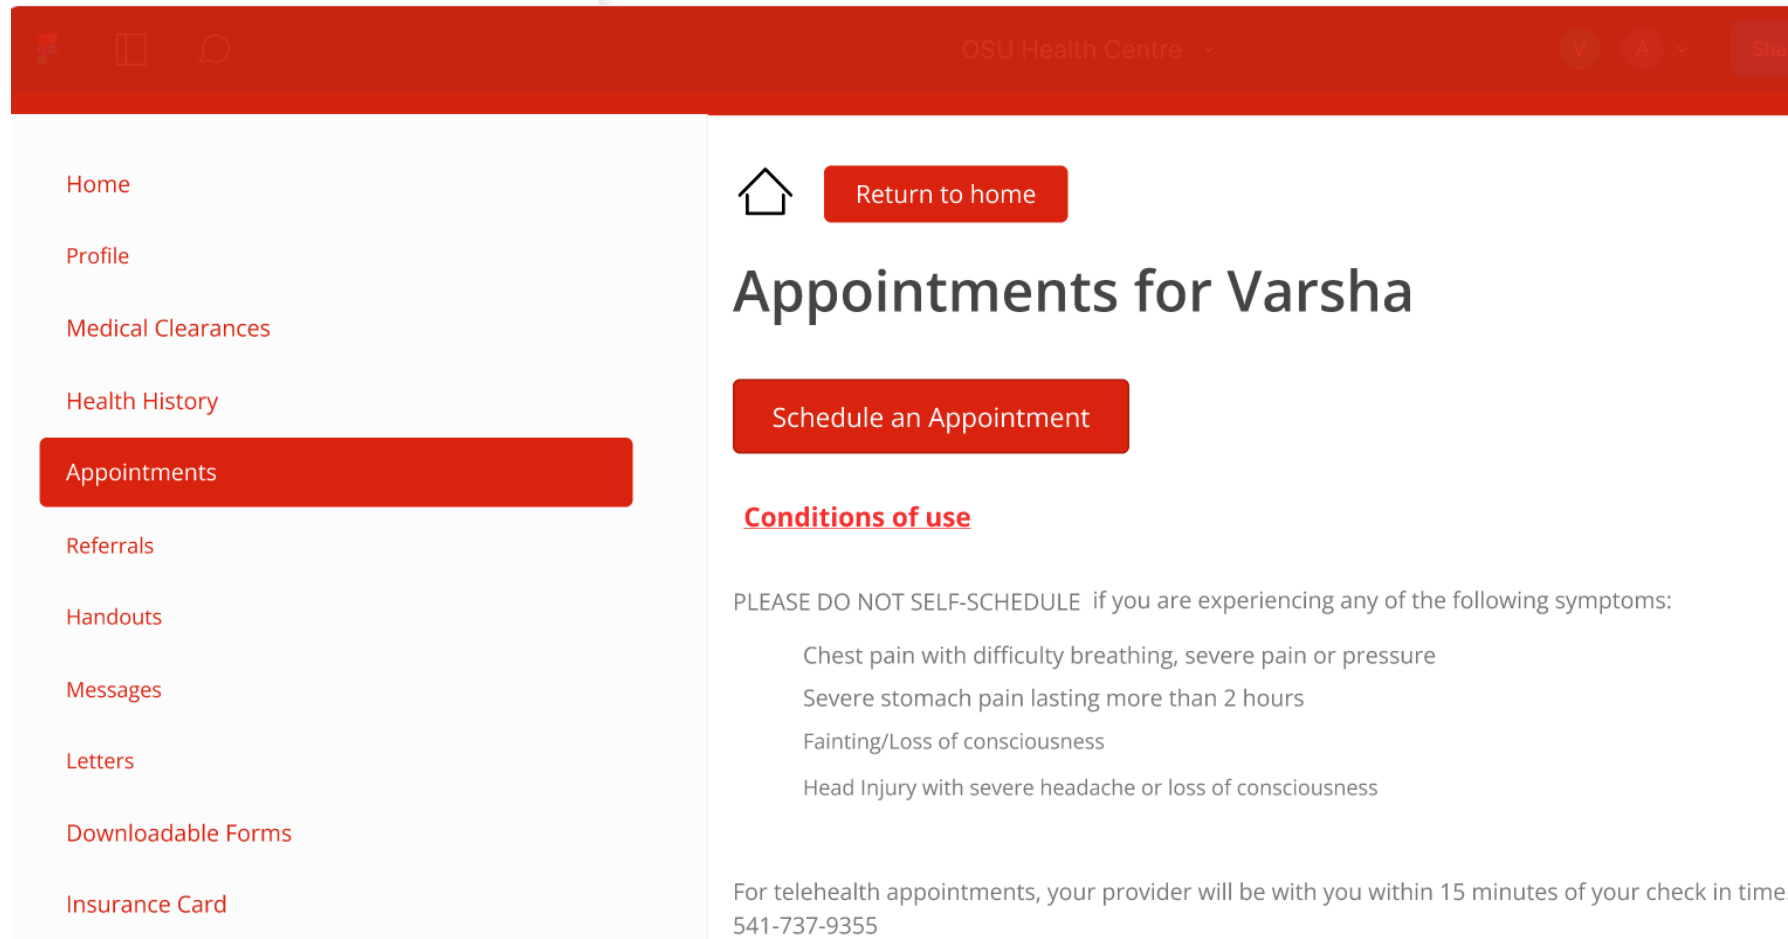 OSU Health Centre
V
A
Sha
Home
Profile
Medical Clearances
Health History
Appointments
Referrals
Handouts
Messages
Letters
Downloadable Forms
Insurance Card
Return to home
Appointments for Varsha
Schedule an Appointment
Conditions of use
PLEASE DO NOT SELF-SCHEDULE if you are experiencing any of the following symptoms:
Chest pain with difficulty breathing, severe pain or pressure
Severe stomach pain lasting more than 2 hours
Fainting/Loss of consciousness
Head Injury with severe headache or loss of consciousness
For telehealth appointments, your provider will be with you within 15 minutes of your check in time.
541-737-9355